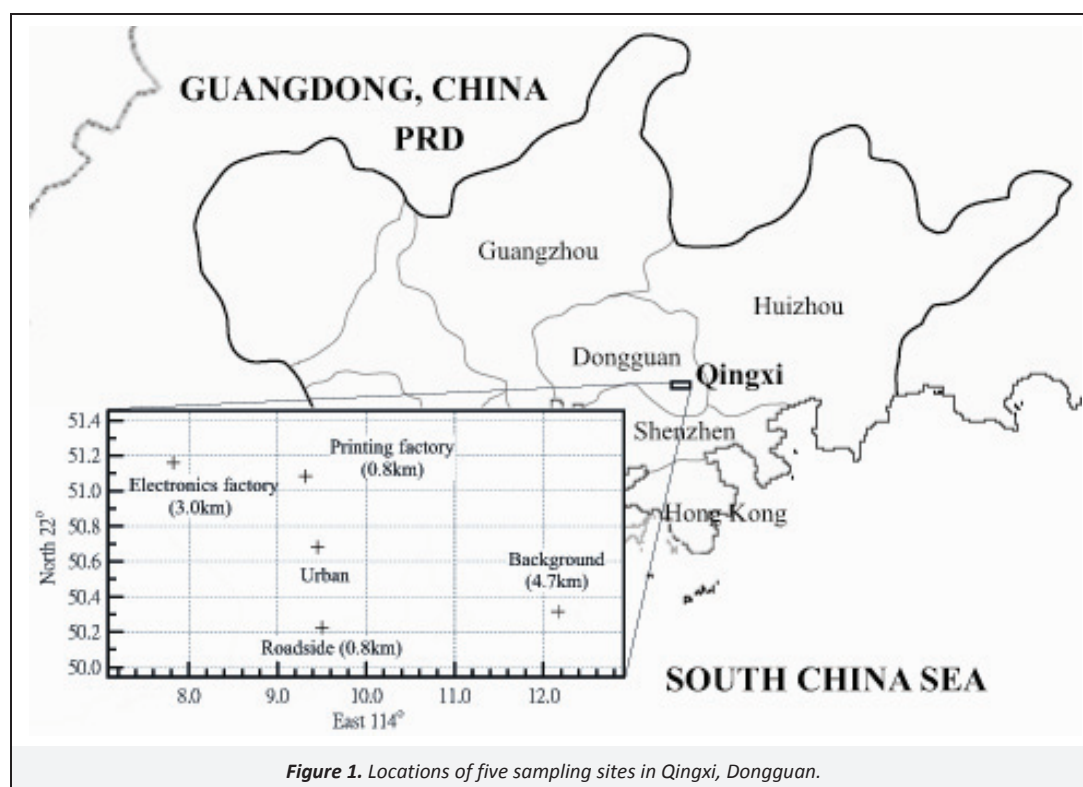 GUANGDONG, CHINA
PRD
Guangzhou
Huizhou
Dongguan
Qingxi
Shenzhen
Hong Kong
SOUTH CHINA SEA
51.4
51.2
51.0
50.8
50.6
50.4
50.2
50.0
North 22°
Printing factory
(0.8km)
Electronics factory
(3.0km)
Urban
Background
(4.7km)
Roadside (0.8km)
8.0 9.0 10.0 11.0 12.0
East 114°
Figure 1. Locations of five sampling sites in Qingxi, Dongguan.